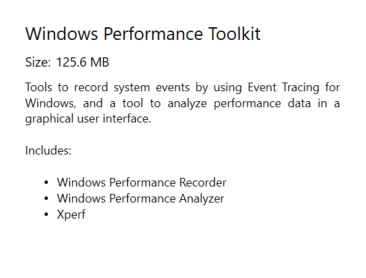 Windows Performance Toolkit
Size: 125.6 MB
Tools to record system events by using Event Tracing for
Windows, and a tool to analyze performance data in a
graphical user interface.
Includes:
• Windows Performance Recorder
• Windows Performance Analyzer
• Xperf